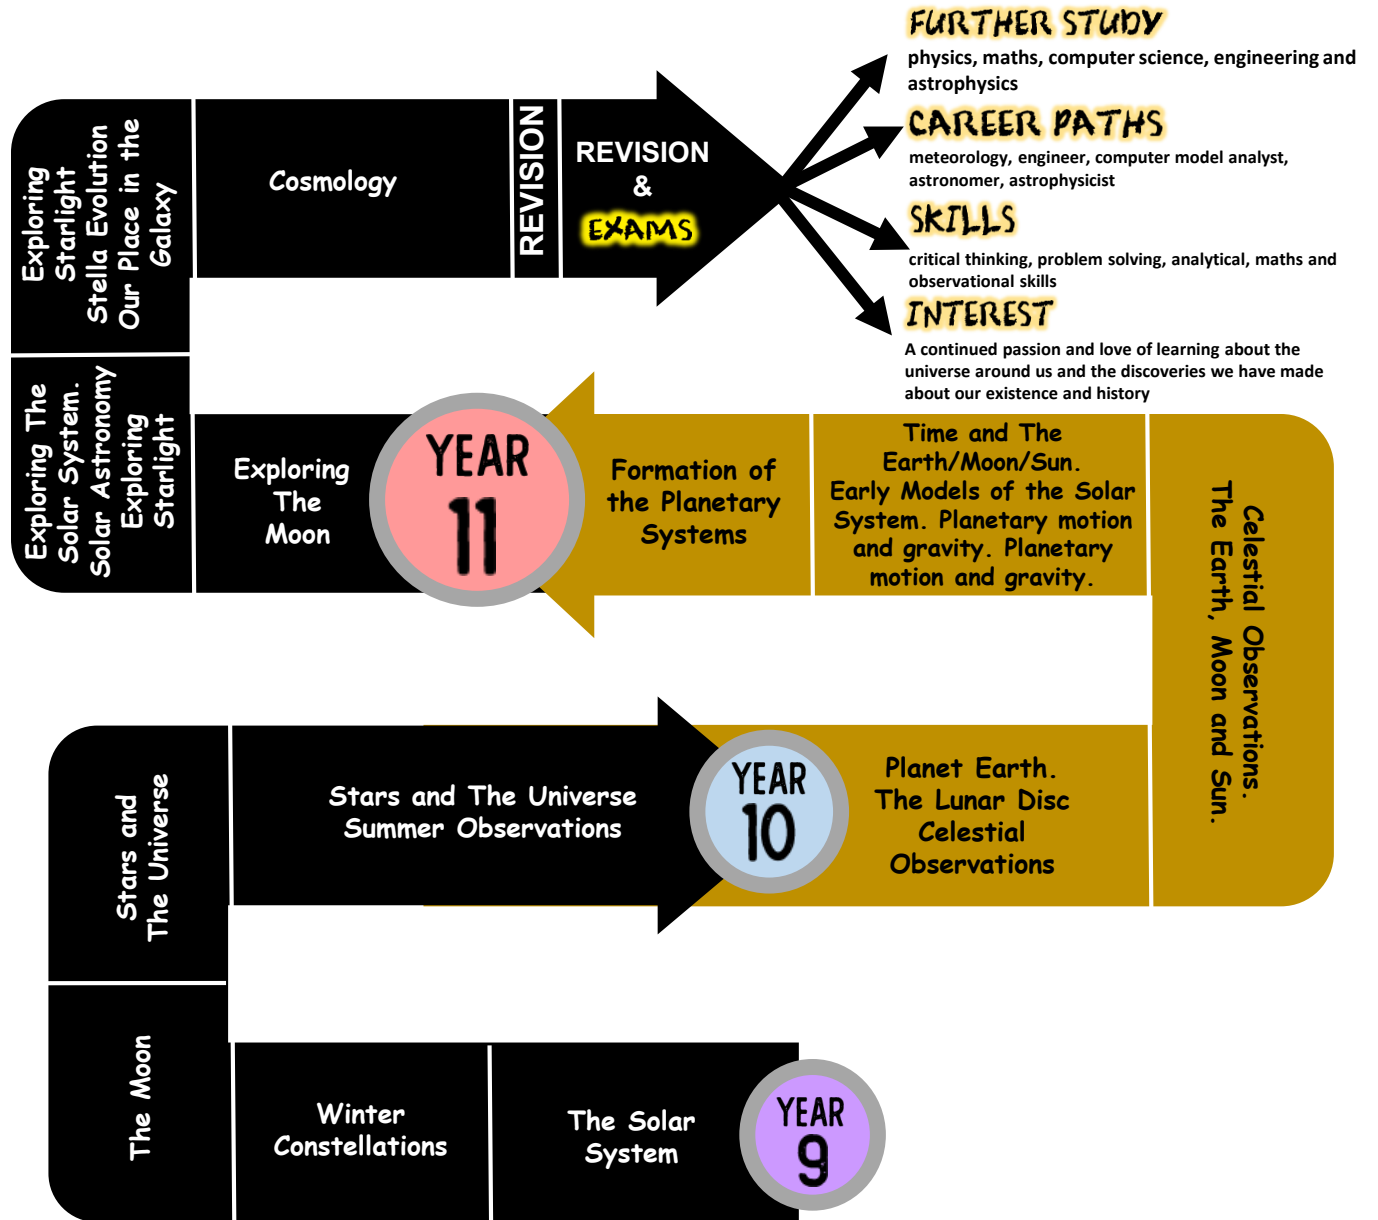 FURTHER STUDY
physics, maths, computer science, engineering and
astrophysics
CAREER PATHS
meteorology, engineer, computer model analyst,
astronomer, astrophysicist
SKILLS
critical thinking, problem solving, analytical, maths and
observational skills
INTEREST
A continued passion and love of learning about the
universe around us and the discoveries we have made
about our existence and history
REVISION
&
EXAMS
REVISION
Cosmology
Exploring
Starlight
Stella Evolution
Our Place in the
Galaxy
Exploring The
Solar System.
Solar Astronomy
Exploring
Starlight
Exploring
The
Moon
YEAR
11
Formation of
the Planetary
Systems
Time and The
Earth/Moon/Sun.
Early Models of the Solar
System. Planetary motion
and gravity. Planetary
motion and gravity.
Celestial Observations.
The Earth, Moon and Sun.
Planet Earth.
The Lunar Disc
Celestial
Observations
YEAR
10
Stars and The Universe
Summer Observations
Stars and
The Universe
The Moon
Winter
Constellations
The Solar
System
YEAR
9